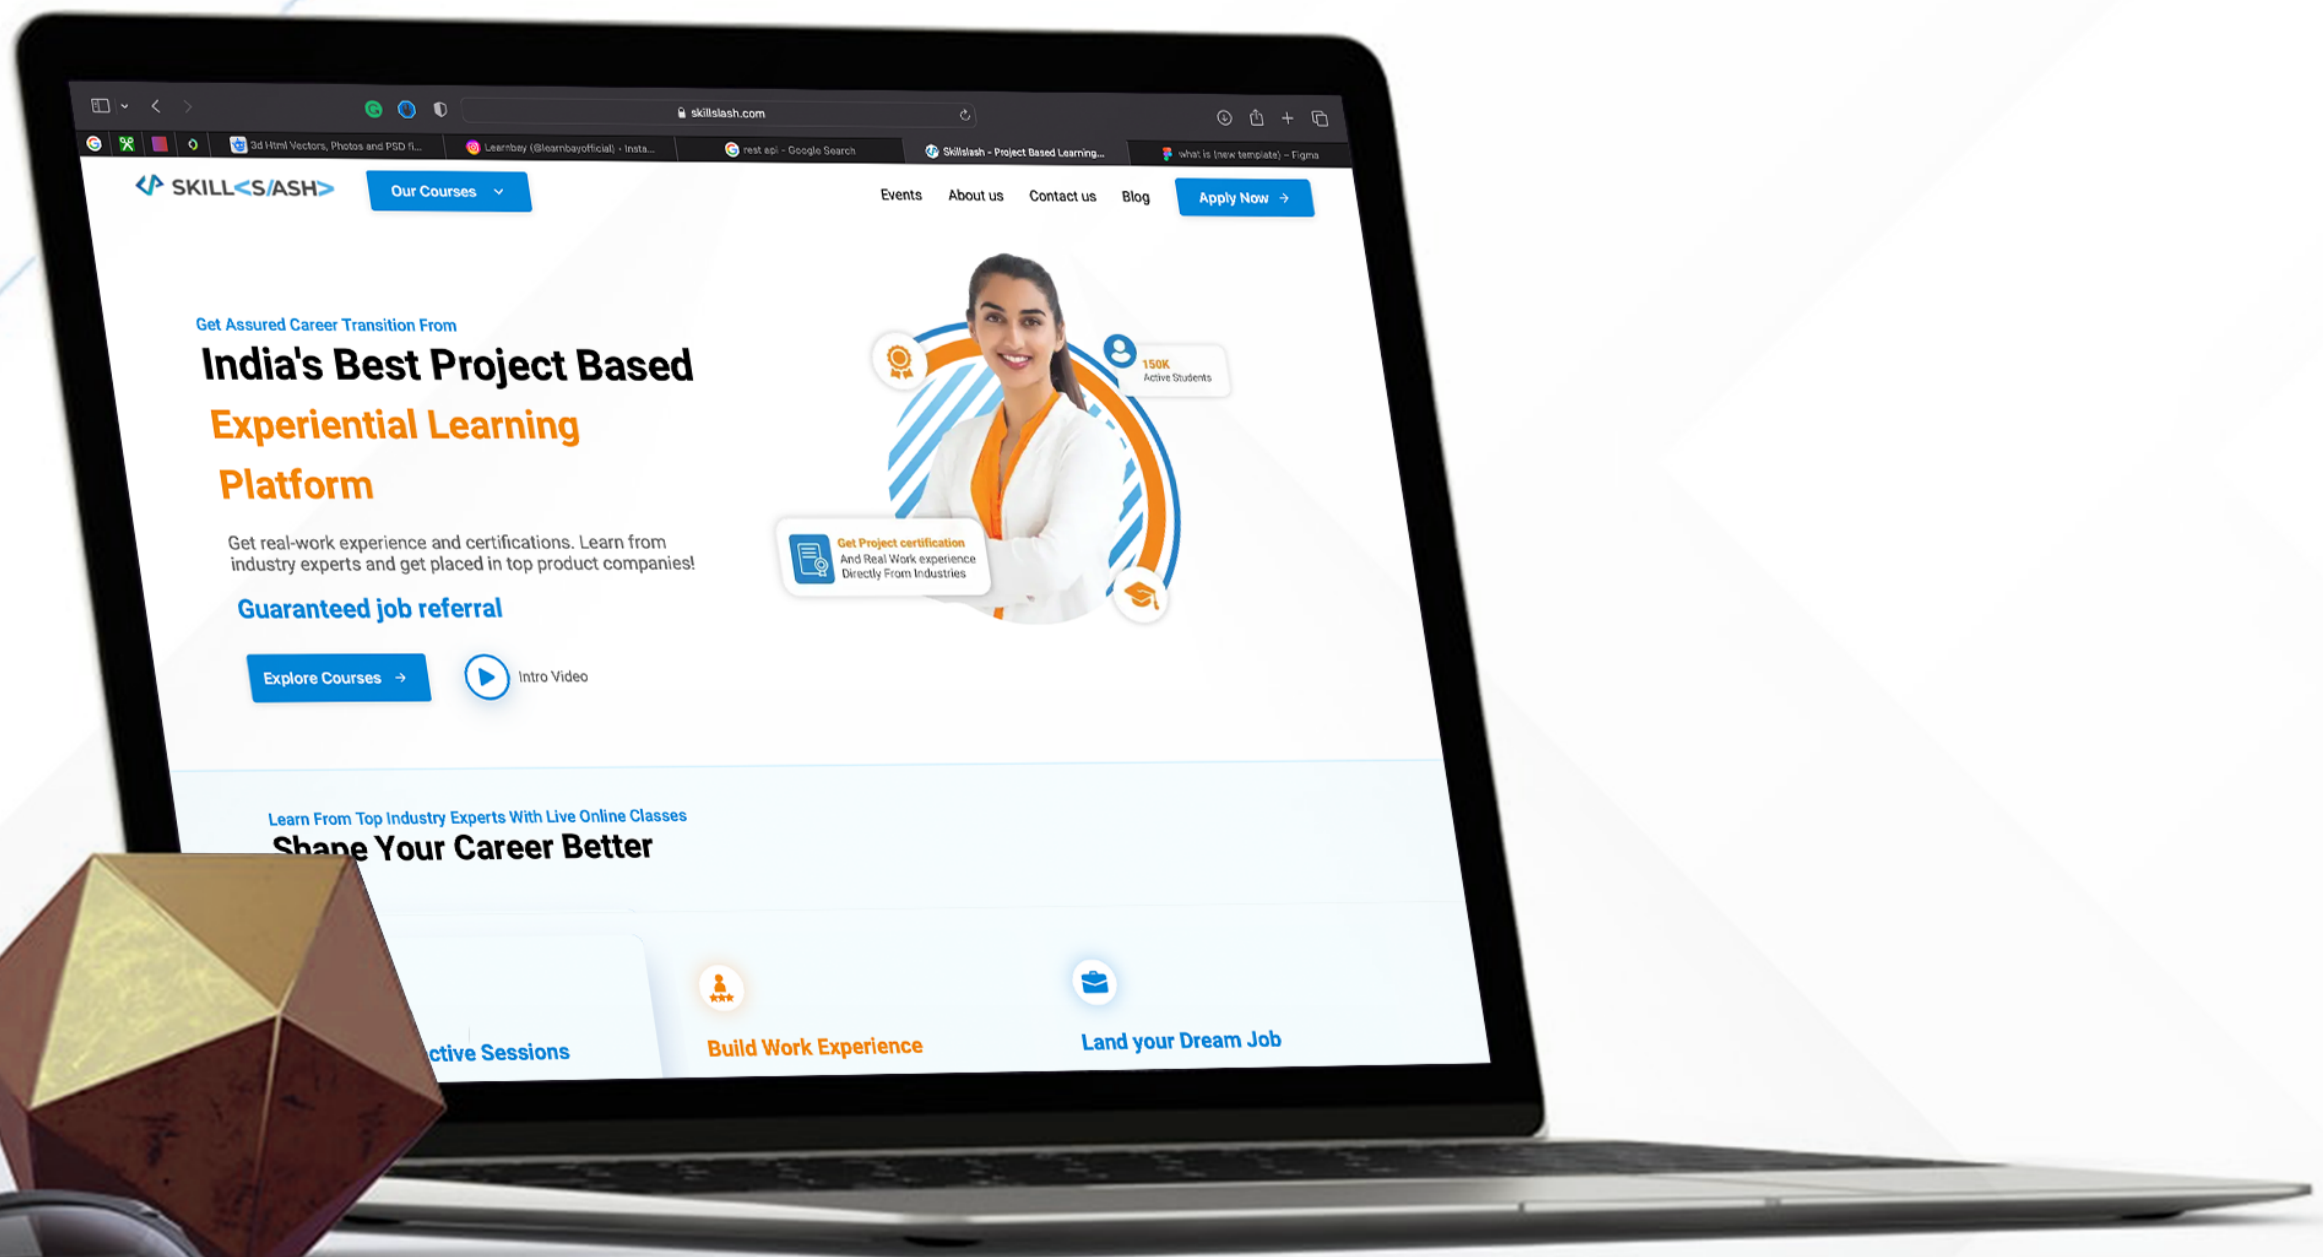 skillslash.com
3d Html Vectors, Photos and PSD fi...
Learnbay (@learnbayofficial) • Insta...
rest api - Google Search
Skillslash - Project Based Learning...
what is (new template) – Figma
SKILL<S/ASH>
Our Courses
Events
About us
Contact us
Blog
Apply Now →
Get Assured Career Transition From
India's Best Project Based
Experiential Learning
Platform
Get real-work experience and certifications. Learn from
industry experts and get placed in top product companies!
Guaranteed job referral
Explore Courses →
Intro Video
150K
Active Students
Get Project certification
And Real Work experience
Directly From Industries
Learn From Top Industry Experts With Live Online Classes
Shape Your Career Better
ctive Sessions
Build Work Experience
Land your Dream Job